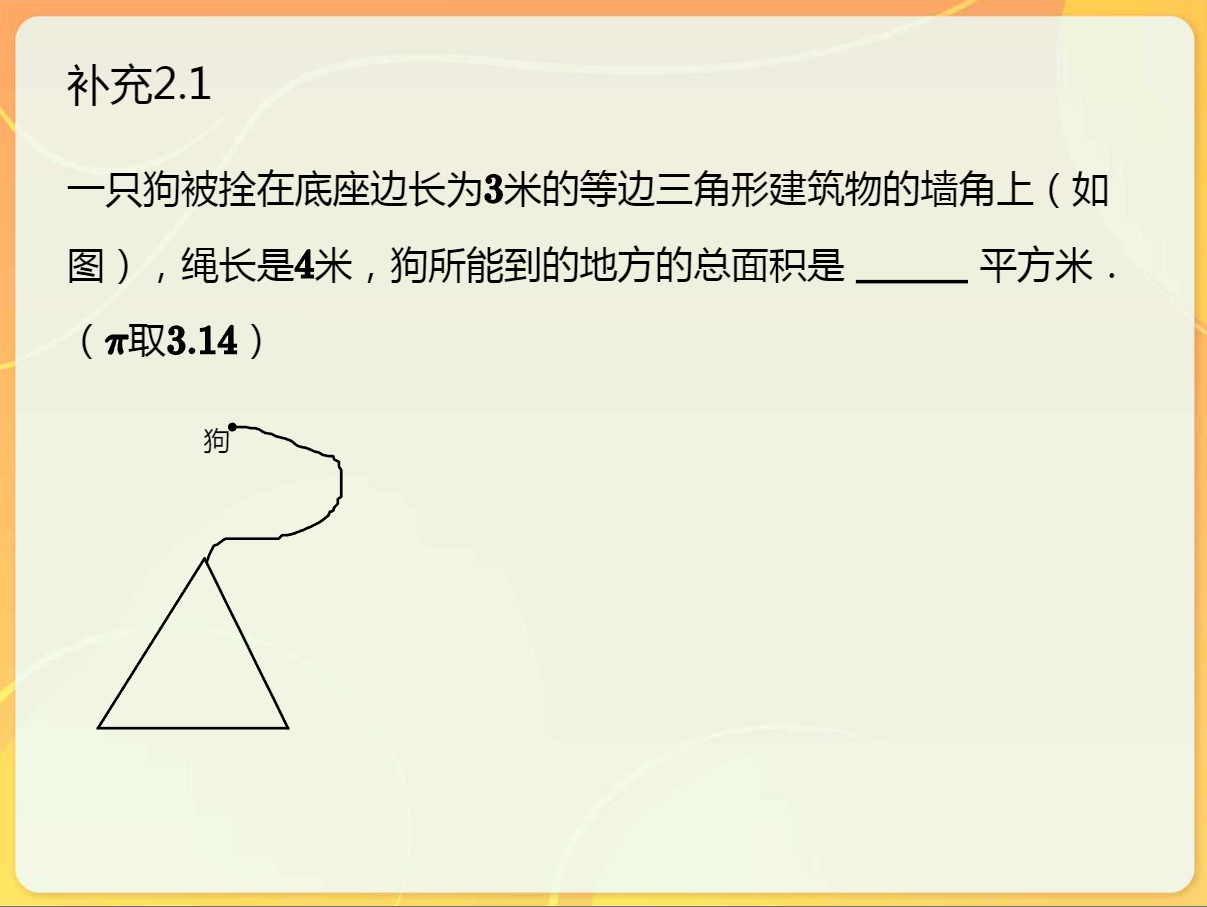 补充2.1
一只狗被拴在底座边长为3米的等边三角形建筑物的墙角上（如
图），绳长是4米，狗所能到的地方的总面积是 ______ 平方米．
（π取3.14）
狗